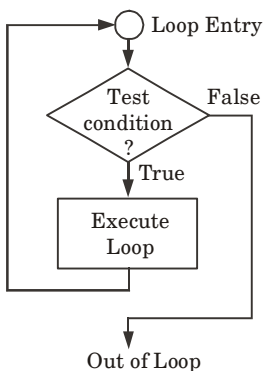 Loop Entry
Test
condition
?
False
True
Execute
Loop
Out of Loop